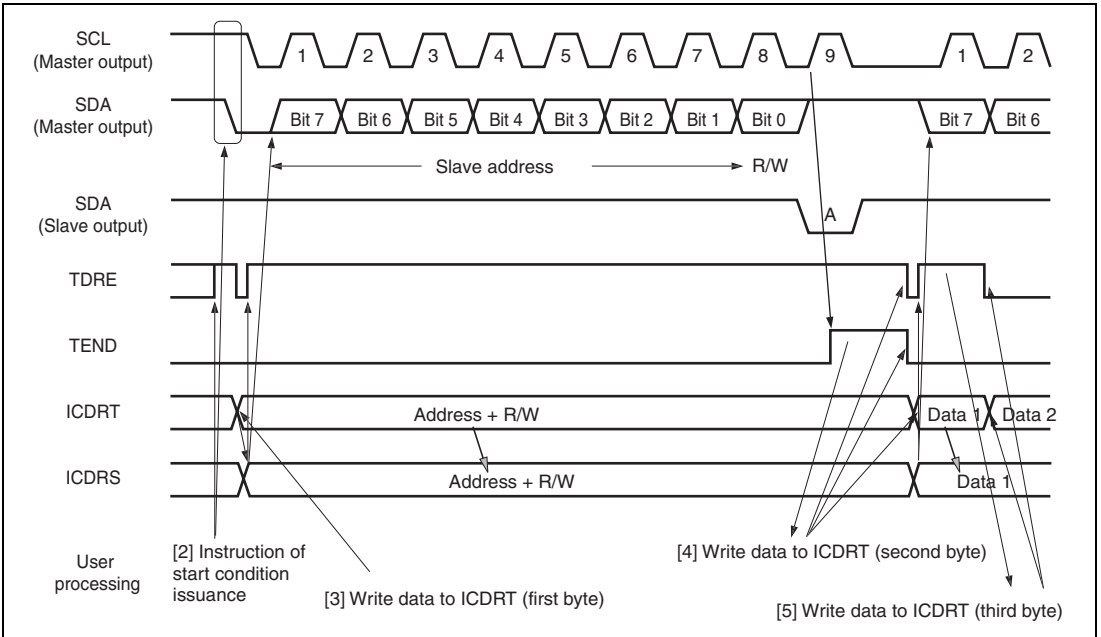 SCL
(Master output)
1 2 3 4 5 6 7 8 9 1 2
SDA
(Master output)
Bit 7 Bit 6 Bit 5 Bit 4 Bit 3 Bit 2 Bit 1 Bit 0 Bit 7 Bit 6
Slave address R/W
SDA
(Slave output)
A
TDRE
TEND
ICDRT
Address + R/W Data 1 Data 2
ICDRS
Address + R/W Data 1
User
processing
[2] Instruction of
start condition
issuance
[3] Write data to ICDRT (first byte)
[4] Write data to ICDRT (second byte)
[5] Write data to ICDRT (third byte)